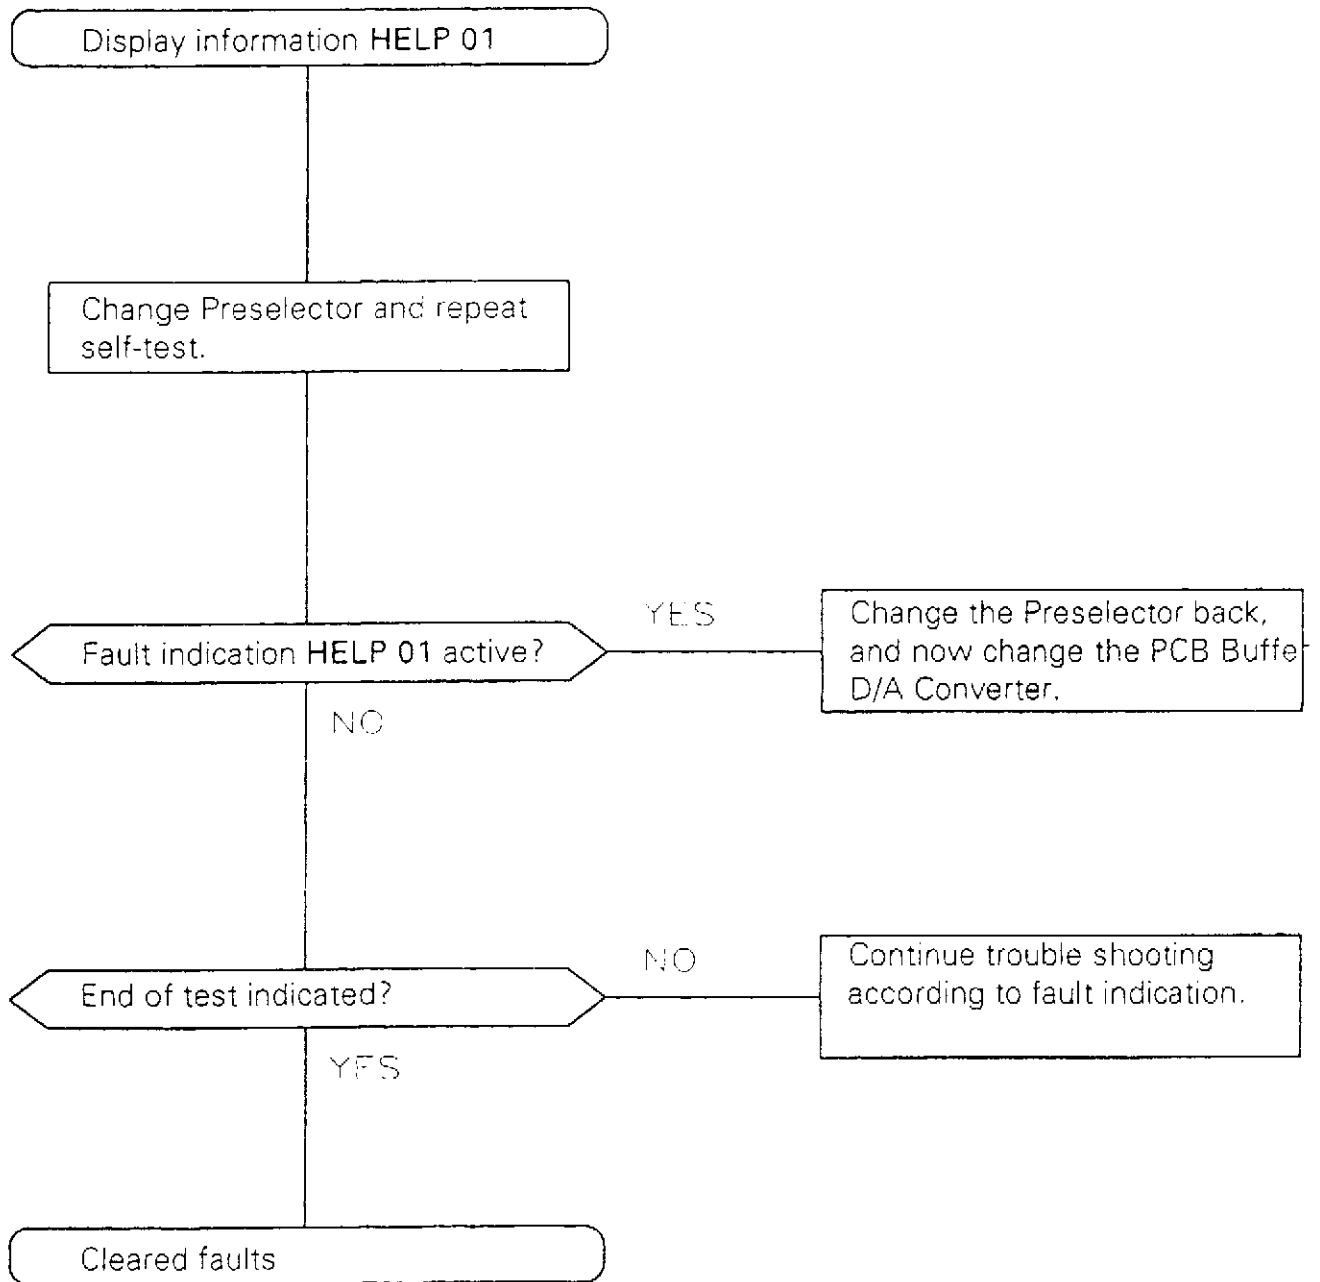 Display information HELP 01
Change Preselector and repeat
self-test.
Fault indication HELP 01 active?
YES
Change the Preselector back,
and now change the PCB Buffer
D/A Converter.
NO
End of test indicated?
NO
Continue trouble shooting
according to fault indication.
YES
Cleared faults